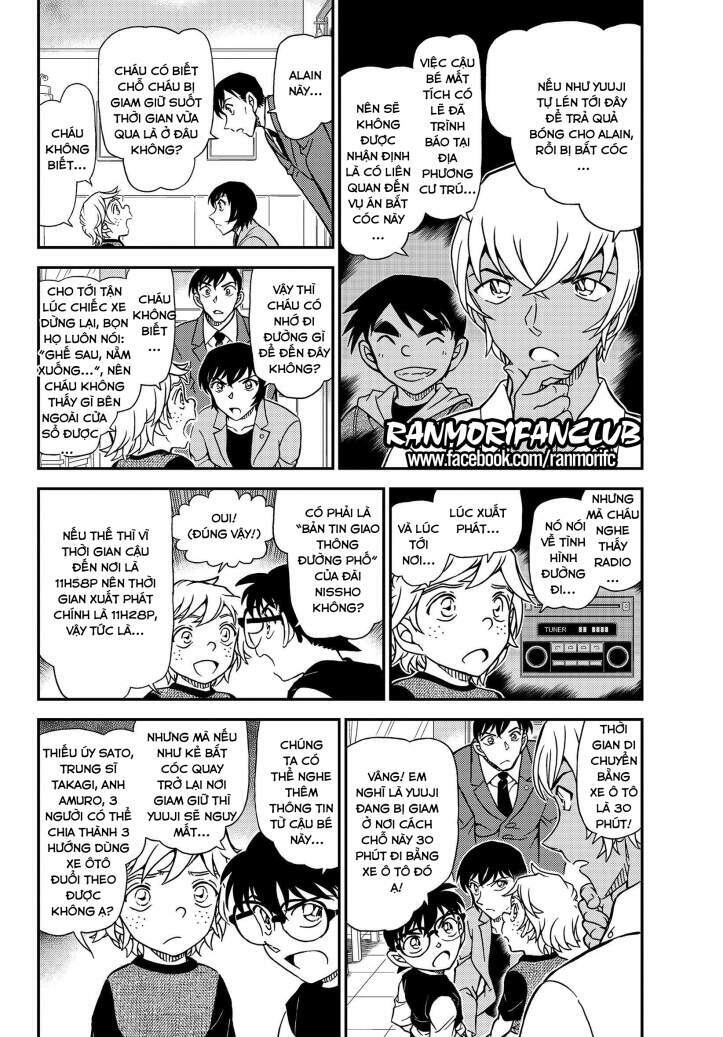 NẾU NHƯ YUUJI
TỰ LÉN TỚI ĐÂY
ĐỂ TRẢ QUẢ
BÓNG CHO ALAIN,
RỒI BỊ BẮT CÓC
...
VIỆC CẬU
BÉ MẤT
TÍCH CÓ
LẼ ĐÃ
TRÌNH
BÁO TẠI
ĐỊA
PHƯƠNG
CƯ TRÚ...
NÊN SẼ
KHÔNG
ĐƯỢC
NHẬN ĐỊNH
LÀ CÓ LIÊN
QUAN ĐẾN
VỤ ÁN BẮT
CÓC NÀY
...
RANMORIFANCLUB
www.facebook.com/ranmorifc
ALAIN
NÀY...
CHÁU CÓ BIẾT
CHỖ CHÁU BỊ
GIAM GIỮ SUỐT
THỜI GIAN VỪA
QUA LÀ Ở ĐÂU
KHÔNG?
CHÁU
KHÔNG
BIẾT...
VẬY THÌ
CHÁU CÓ
NHỚ ĐI
ĐƯỜNG GÌ
ĐỂ ĐẾN ĐÂY
KHÔNG?
CHÁU
KHÔNG
BIẾT
...
CHO TỚI TẬN
LÚC CHIẾC XE
DỪNG LẠI, BỌN
HỌ LUÔN NÓI:
"GHẾ SAU, NẰM
XUỐNG...", NÊN
CHÁU KHÔNG
THẤY GÌ BÊN
NGOÀI CỬA
SỔ ĐƯỢC
...
NHƯNG
MÀ CHÁU
NGHE
THẤY
RADIO
...
NÓ NÓI
VỀ TÌNH
HÌNH
ĐƯỜNG
ĐI...
LÚC XUẤT
PHÁT...
VÀ LÚC
TỚI
NƠI...
TUNER
CÓ PHẢI LÀ
"BẢN TIN GIAO
THÔNG
ĐƯỜNG PHỐ"
CỦA ĐÀI
NISSHO
KHÔNG?
OUI!
(ĐÚNG VẬY!)
NẾU THẾ THÌ VÌ
THỜI GIAN CẬU
ĐẾN NƠI LÀ
11H58P NÊN THỜI
GIAN XUẤT PHÁT
CHÍNH LÀ 11H28P,
VẬY TỨC LÀ...
THỜI
GIAN DI
CHUYỂN
BẰNG
XE Ô TÔ
LÀ 30
PHÚT!
VÂNG! EM
NGHĨ LÀ YUUJI
ĐANG BỊ GIAM
Ở NƠI CÁCH
CHỖ NÀY 30
PHÚT ĐI BẰNG
XE Ô TÔ ĐÓ
Ạ!
CHÚNG
TA CÓ
THỂ NGHE
THÊM
THÔNG TIN
TỪ CẬU BÉ
NÀY...
NHƯNG MÀ NẾU
NHƯ KẺ BẮT
CÓC QUAY
TRỞ LẠI NƠI
GIAM GIỮ THÌ
YUUJI SẼ NGUY
MẤT...
THIẾU ÚY SATO,
TRUNG SĨ
TAKAGI, ANH
AMURO, 3
NGƯỜI CÓ THỂ
CHIA THÀNH 3
HƯỚNG DÙNG
XE ÔTÔ
ĐUỔI THEO
ĐƯỢC
KHÔNG Ạ?